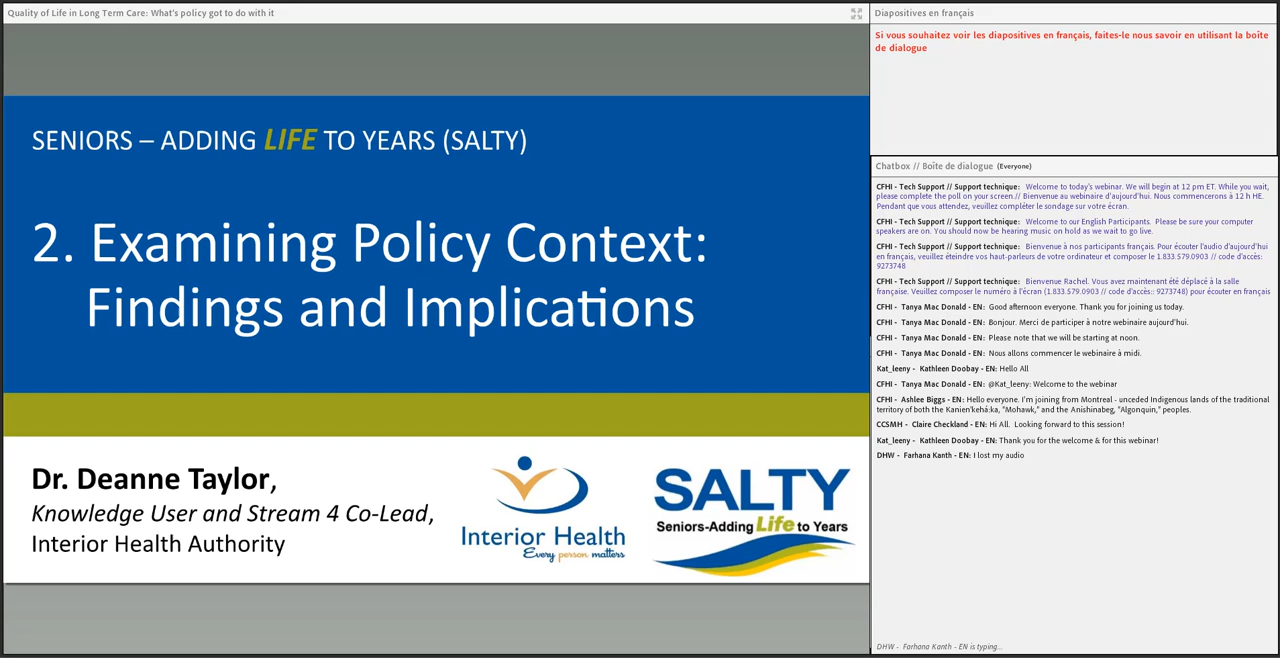 Quality of Life in Long Term Care: What's policy got to do with it
SENIORS – ADDING LIFE TO YEARS (SALTY)
2. Examining Policy Context:
Findings and Implications
Dr. Deanne Taylor,
Knowledge User and Stream 4 Co-Lead,
Interior Health Authority
Interior Health
Every person matters
SALTY
Seniors-Adding Life to Years
Diapositives en français
Si vous souhaitez voir les diapositives en français, faites-le nous savoir en utilisant la boîte
de dialogue
Chatbox // Boîte de dialogue (Everyone)
CFHI - Tech Support // Support technique: Welcome to today's webinar. We will begin at 12 pm ET. While you wait,
please complete the poll on your screen.// Bienvenue au webinaire d'aujourd'hui. Nous commencerons à 12 h HE.
Pendant que vous attendez, veuillez compléter le sondage sur votre écran.
CFHI - Tech Support // Support technique: Welcome to our English Participants. Please be sure your computer
speakers are on. You should now be hearing music on hold as we wait to go live.
CFHI - Tech Support // Support technique: Bienvenue à nos participants français. Pour écouter l'audio d'aujourd'hui
en français, veuillez éteindre vos haut-parleurs de votre ordinateur et composer le 1.833.579.0903 // code d'accès:
9273748
CFHI - Tech Support // Support technique: Bienvenue Rachel. Vous avez maintenant été déplacé à la salle
française. Veuillez composer le numéro à l'écran (1.833.579.0903 // code d'accès:: 9273748) pour écouter en français
CFHI - Tanya Mac Donald - EN: Good afternoon everyone. Thank you for joining us today.
CFHI - Tanya Mac Donald - EN: Bonjour. Merci de participer à notre webinaire aujourd'hui.
CFHI - Tanya Mac Donald - EN: Please note that we will be starting at noon.
CFHI - Tanya Mac Donald - EN: Nous allons commencer le webinaire à midi.
Kat_leeny - Kathleen Doobay - EN: Hello All
CFHI - Tanya Mac Donald - EN: @Kat_leeny: Welcome to the webinar
CFHI - Ashlee Biggs - EN: Hello everyone. I'm joining from Montreal - unceded Indigenous lands of the traditional
territory of both the Kanien'kehá:ka, "Mohawk," and the Anishinabeg, "Algonquin," peoples.
CCSMH - Claire Checkland - EN: Hi All. Looking forward to this session!
Kat_leeny - Kathleen Doobay - EN: Thank you for the welcome & for this webinar!
DHW - Farhana Kanth - EN: I lost my audio
DHW - Farhana Kanth - EN is typing...